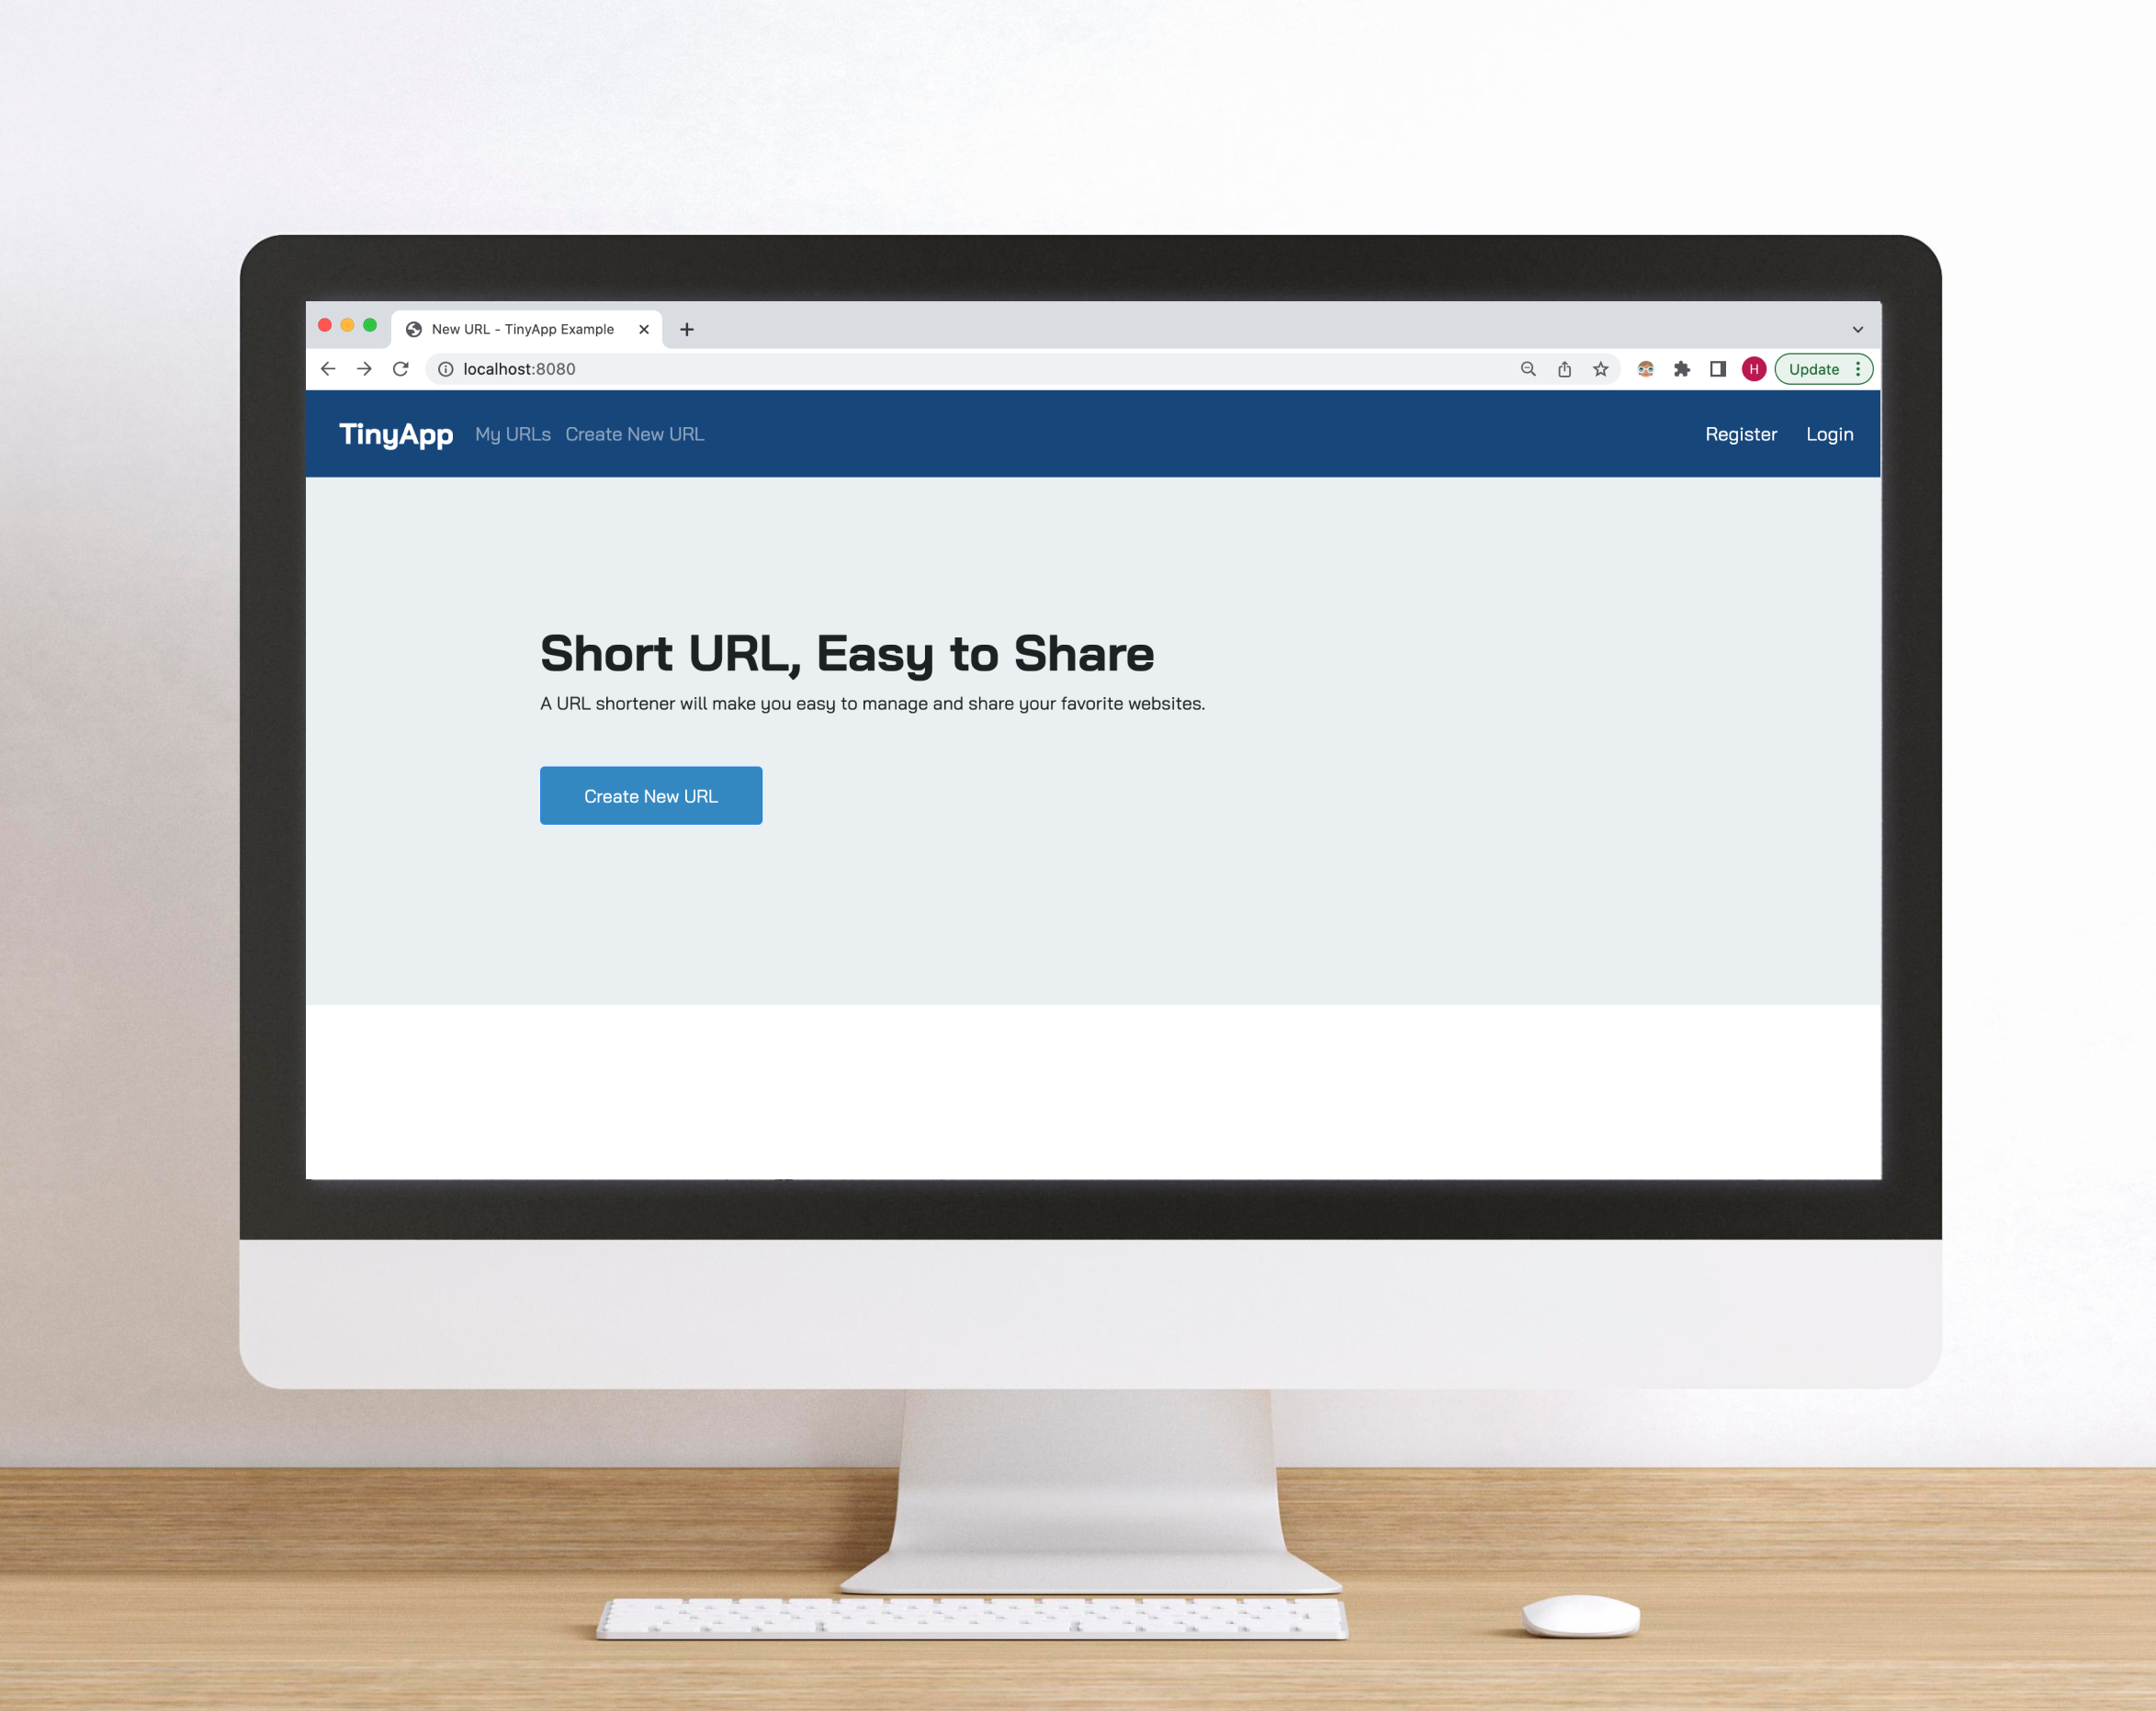 New URL - TinyApp Example
localhost:8080
H
Update
TinyApp My URLs Create New URL
Register Login
Short URL, Easy to Share
A URL shortener will make you easy to manage and share your favorite websites.
Create New URL